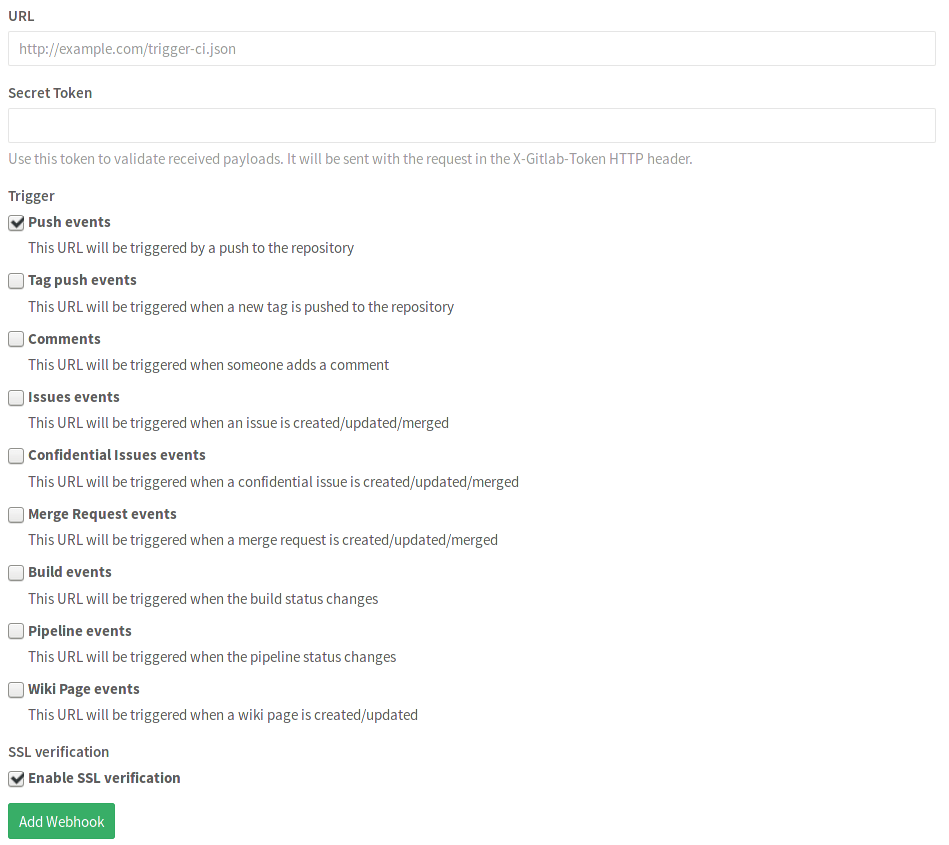 URL
http://example.com/trigger-ci.json
Secret Token
Use this token to validate received payloads. It will be sent with the request in the X-Gitlab-Token HTTP header.
Trigger
Push events
This URL will be triggered by a push to the repository
Tag push events
This URL will be triggered when a new tag is pushed to the repository
Comments
This URL will be triggered when someone adds a comment
Issues events
This URL will be triggered when an issue is created/updated/merged
Confidential Issues events
This URL will be triggered when a confidential issue is created/updated/merged
Merge Request events
This URL will be triggered when a merge request is created/updated/merged
Build events
This URL will be triggered when the build status changes
Pipeline events
This URL will be triggered when the pipeline status changes
Wiki Page events
This URL will be triggered when a wiki page is created/updated
SSL verification
Enable SSL verification
Add Webhook